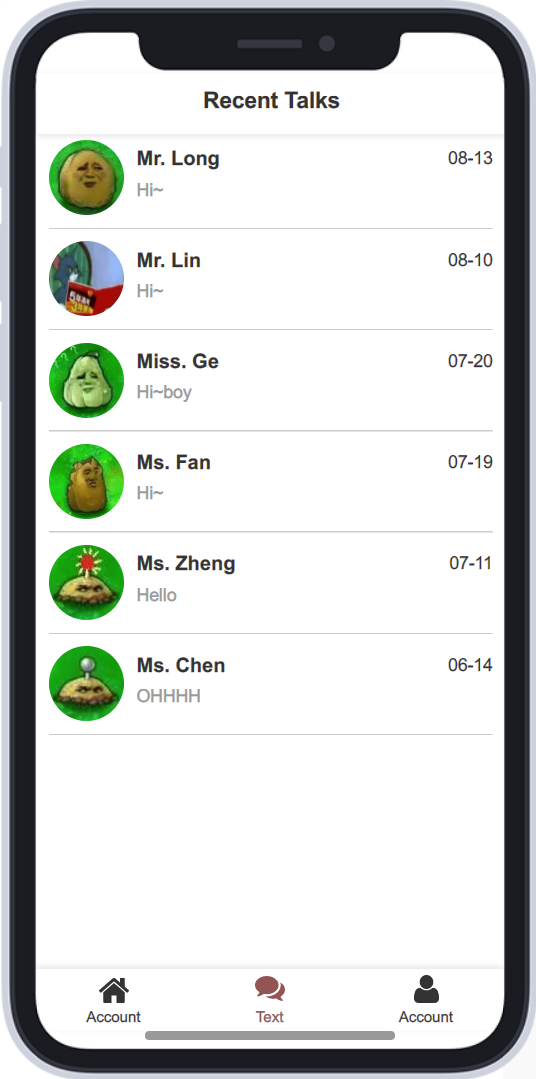 Recent Talks
Mr. Long 08-13
Hi~
Mr. Lin 08-10
Hi~
Miss. Ge 07-20
Hi~boy
Ms. Fan 07-19
Hi~
Ms. Zheng 07-11
Hello
Ms. Chen 06-14
OHHHH
Account Text Account